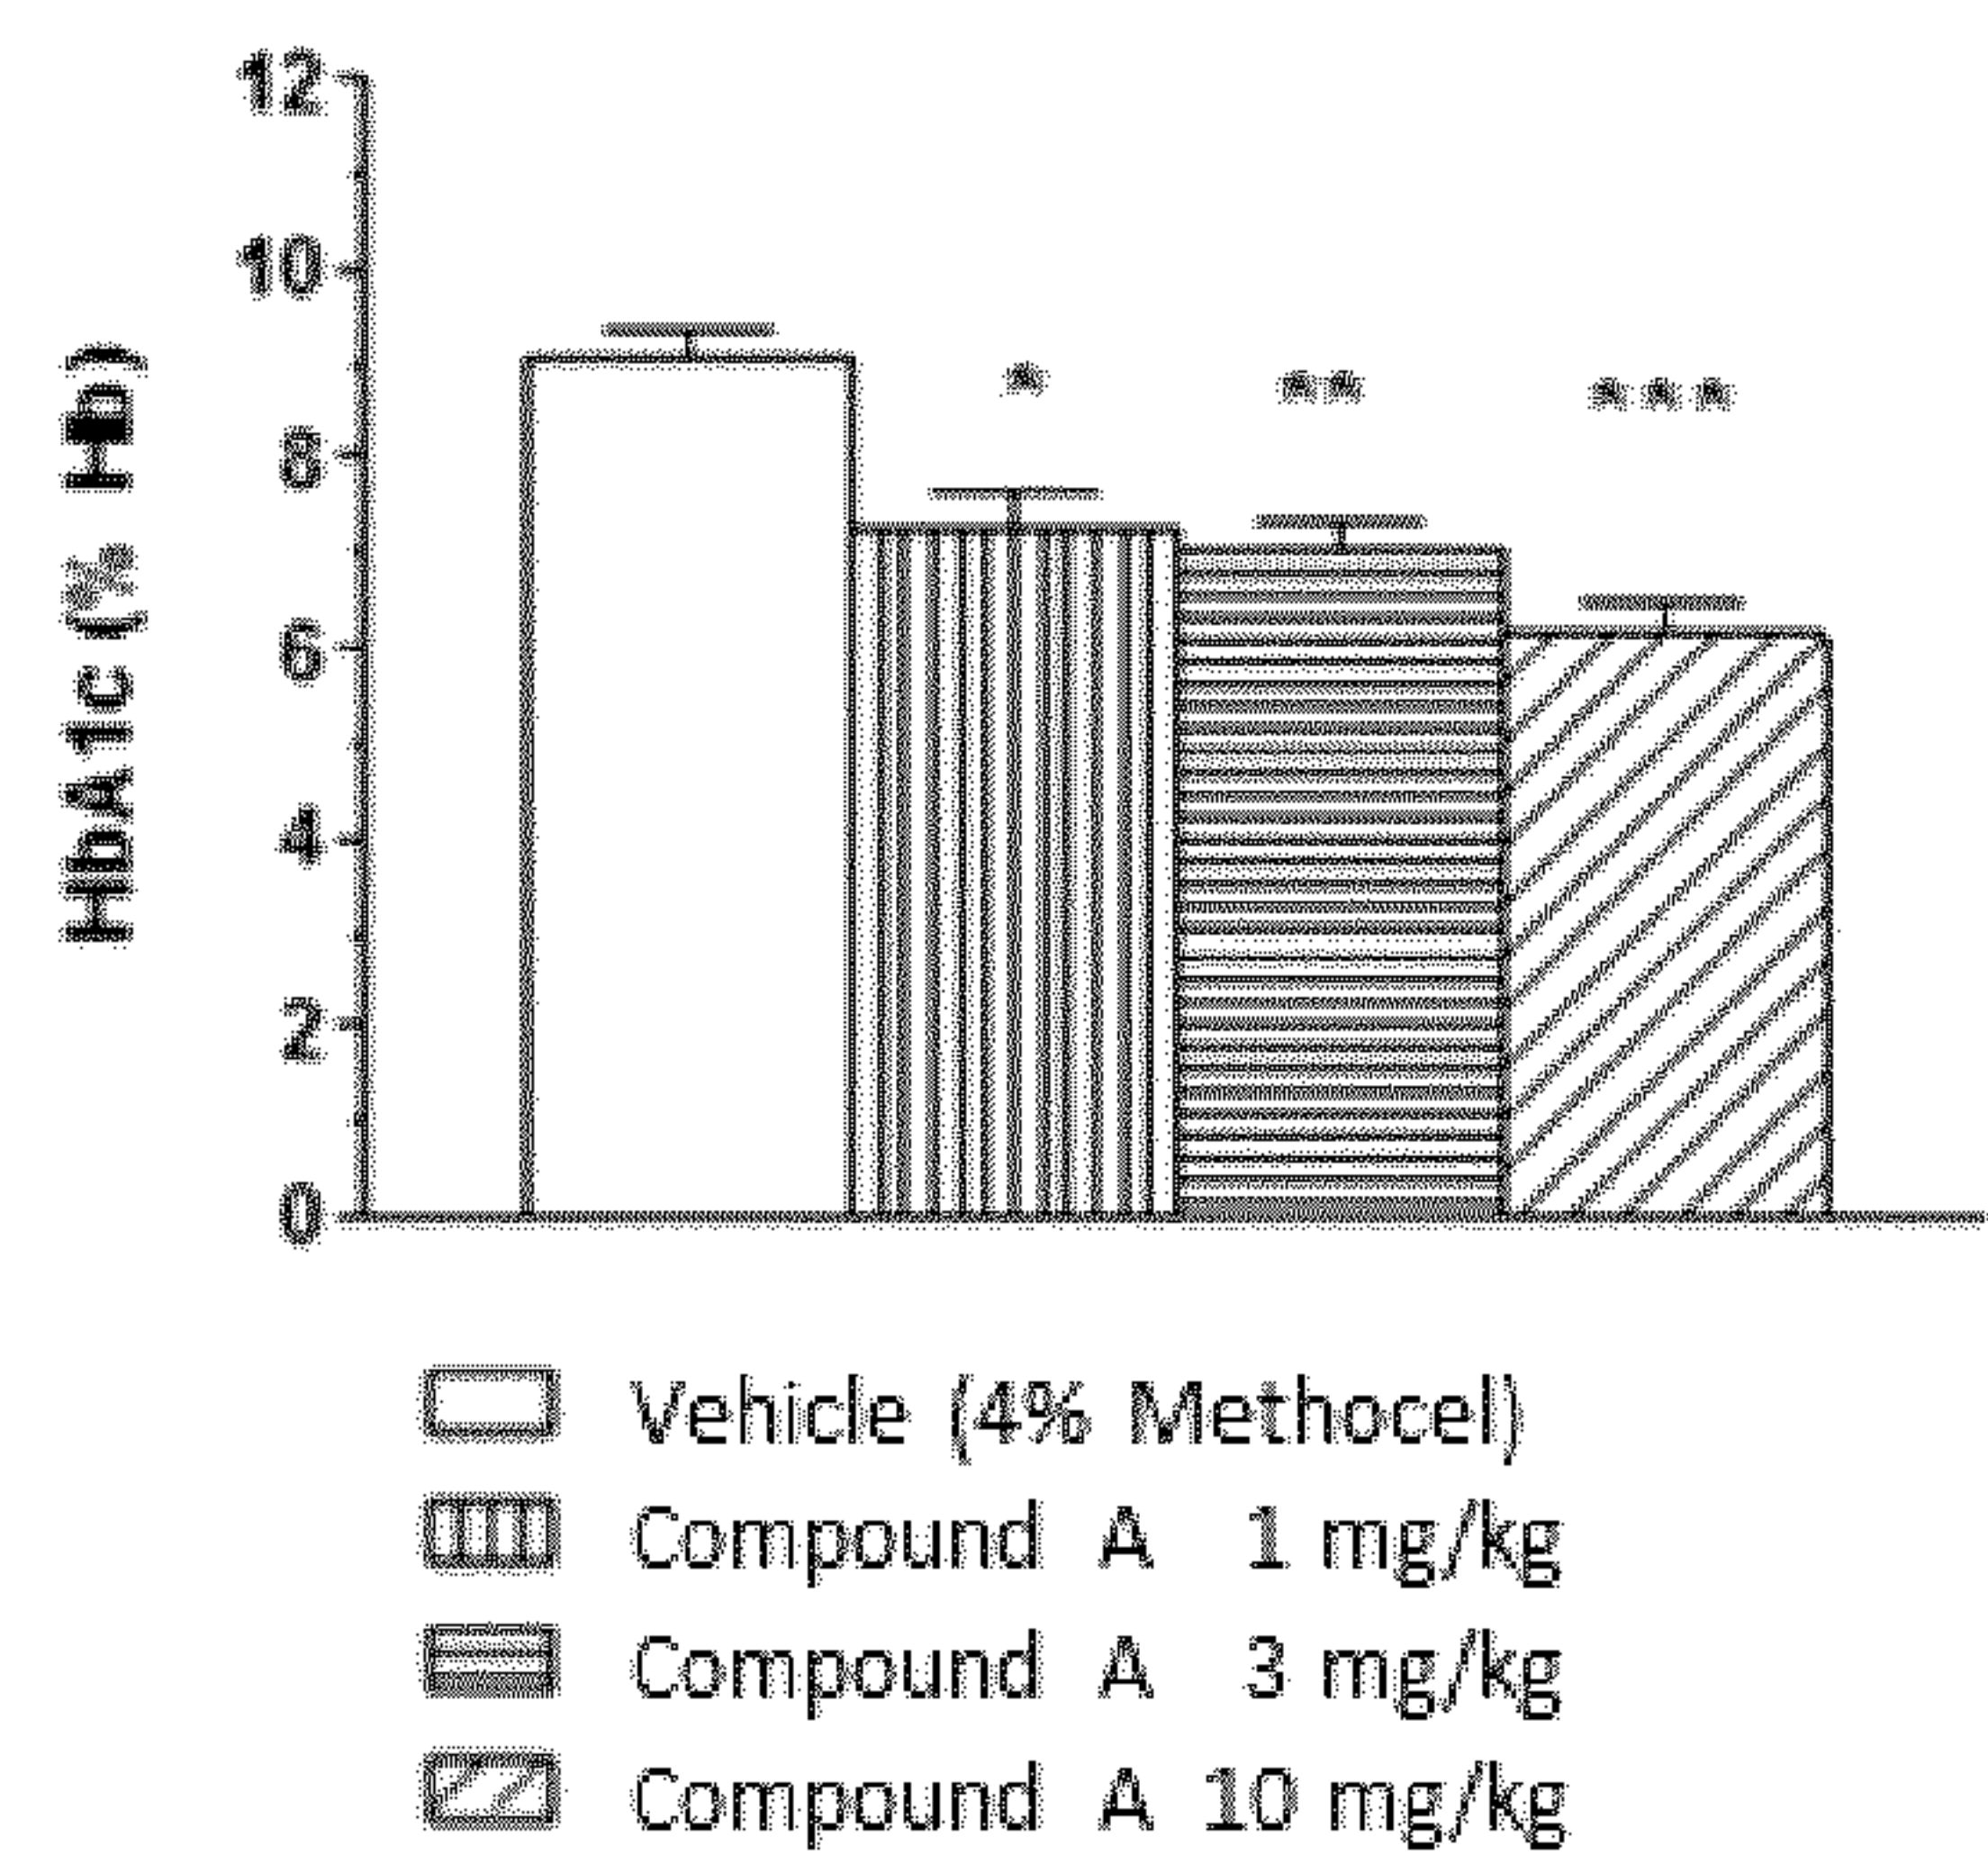 12
10
8
6
4
2
0
HbA1c (% Hb)
*
**
***
Vehicle (4% Methocel)
Compound A 1 mg/kg
Compound A 3 mg/kg
Compound A 10 mg/kg